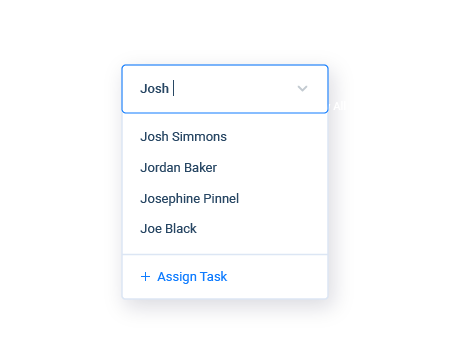 Josh
Josh Simmons
Jordan Baker
Josephine Pinnel
Joe Black
+ Assign Task